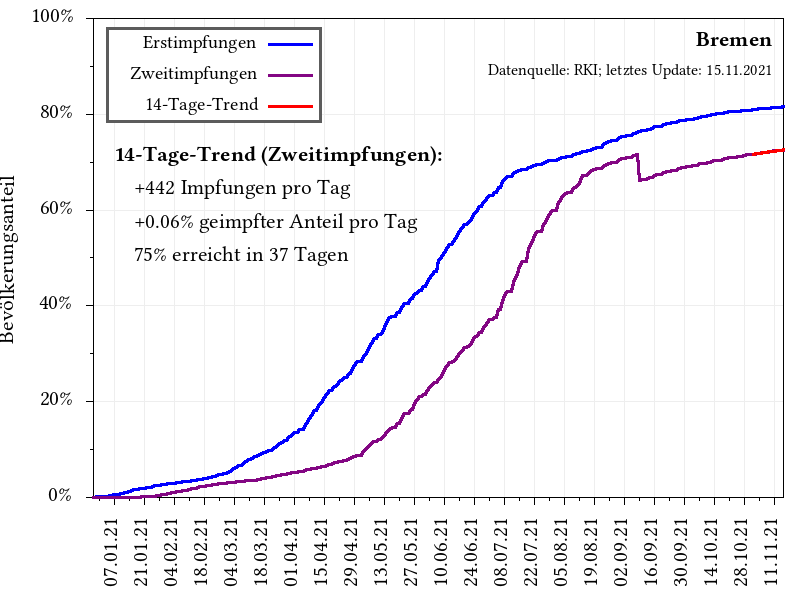 Bremen
Datenquelle: RKI; letztes Update: 15.11.2021
Erstimpfungen
Zweitimpfungen
14-Tage-Trend
14-Tage-Trend (Zweitimpfungen):
+442 Impfungen pro Tag
+0.06% geimpfter Anteil pro Tag
75% erreicht in 37 Tagen
Bevölkerungsanteil
100%
80%
60%
40%
20%
0%
07.01.21
21.01.21
04.02.21
18.02.21
04.03.21
18.03.21
01.04.21
15.04.21
29.04.21
13.05.21
27.05.21
10.06.21
24.06.21
08.07.21
22.07.21
05.08.21
19.08.21
02.09.21
16.09.21
30.09.21
14.10.21
28.10.21
11.11.21